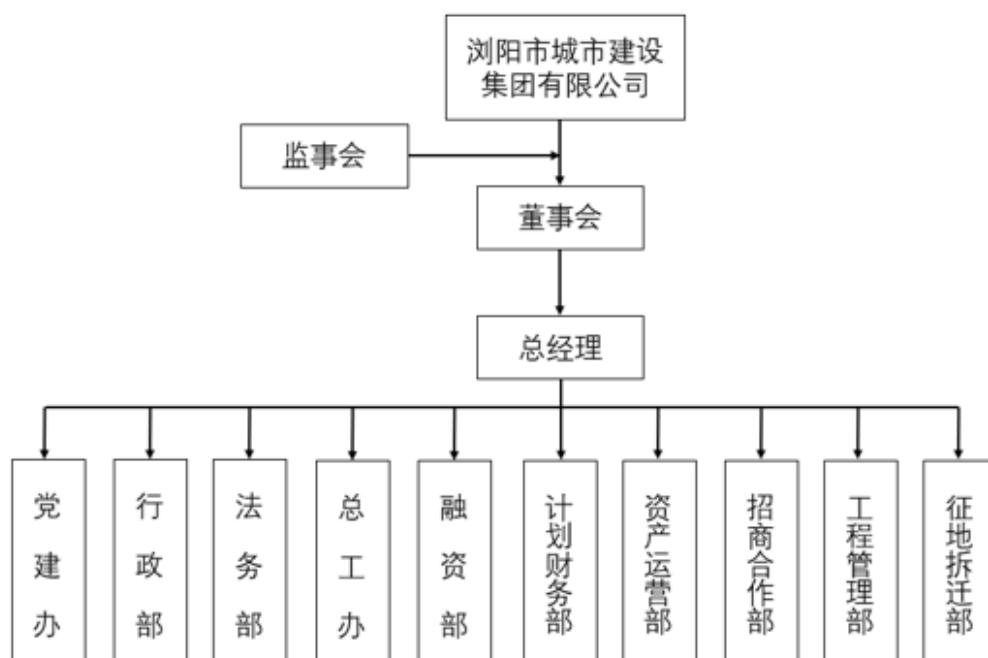 浏阳市城市建设
集团有限公司
监事会
董事会
总经理
党建办
行政部
法务部
总工办
融资部
计划财务部
资产运营部
招商合作部
工程管理部
征地拆迁部